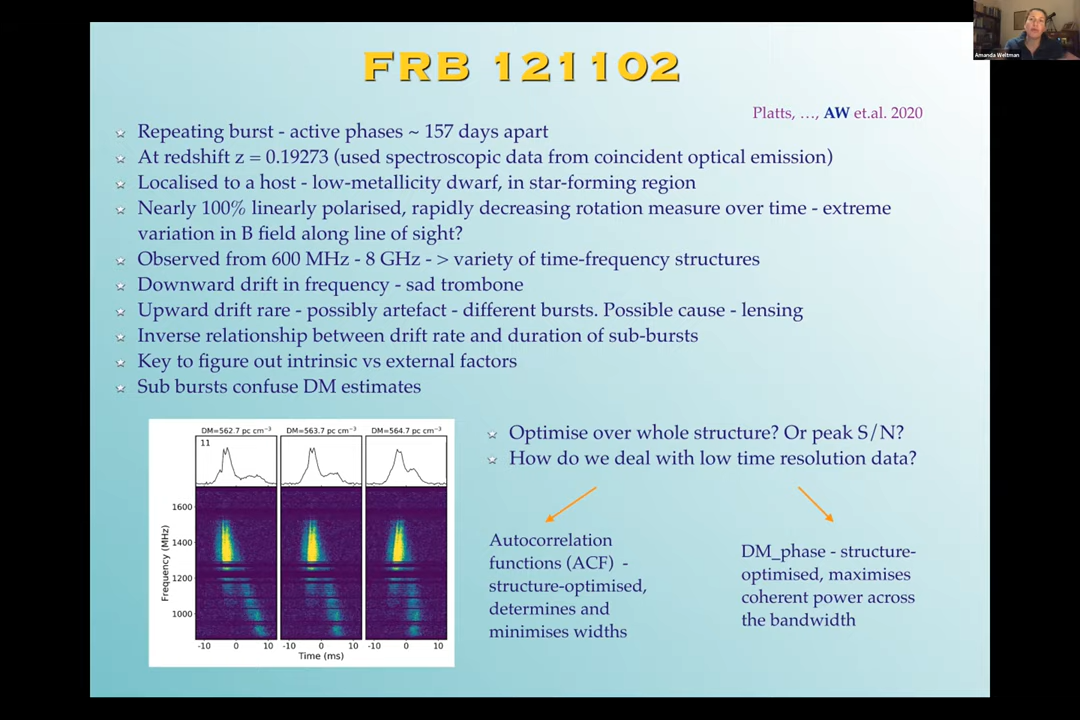 FRB 121102
Amanda Weltman
Platts, ..., AW et.al. 2020
Repeating burst - active phases ~ 157 days apart
At redshift z = 0.19273 (used spectroscopic data from coincident optical emission)
Localised to a host - low-metallicity dwarf, in star-forming region
Nearly 100% linearly polarised, rapidly decreasing rotation measure over time - extreme
variation in B field along line of sight?
Observed from 600 MHz - 8 GHz - > variety of time-frequency structures
Downward drift in frequency - sad trombone
Upward drift rare - possibly artefact - different bursts. Possible cause - lensing
Inverse relationship between drift rate and duration of sub-bursts
Key to figure out intrinsic vs external factors
Sub bursts confuse DM estimates
DM=562.7 pc cm⁻³ DM=563.7 pc cm⁻³ DM=564.7 pc cm⁻³
11
1600
1400
1200
1000
Frequency (MHz)
-10 0 10 -10 0 10 -10 0 10
Time (ms)
Optimise over whole structure? Or peak S/N?
How do we deal with low time resolution data?
Autocorrelation
functions (ACF) -
structure-optimised,
determines and
minimises widths
DM_phase - structure-
optimised, maximises
coherent power across
the bandwidth